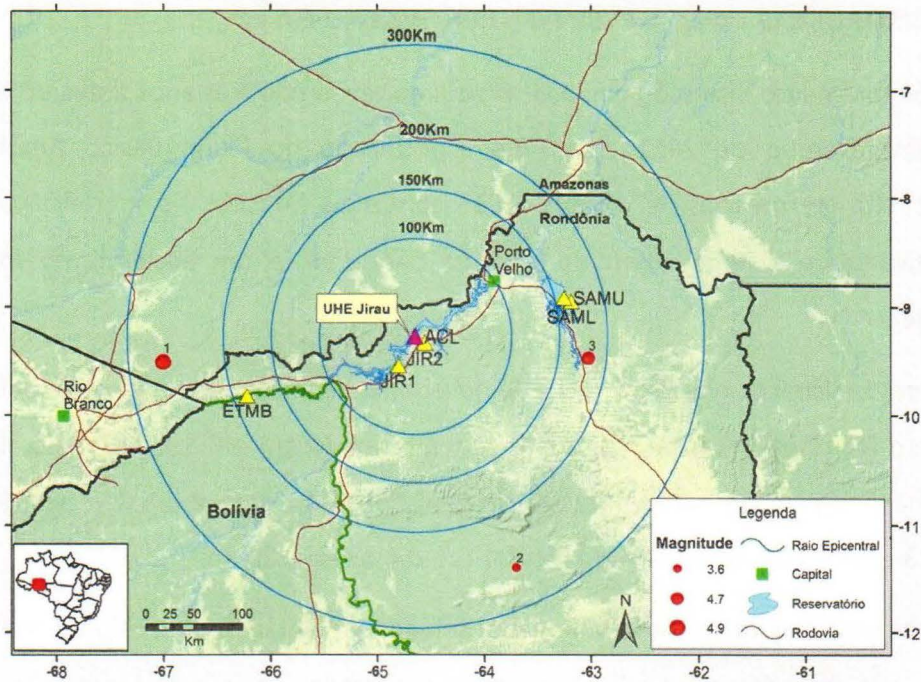 300Km
200Km
150Km
100Km
Amazonas
Rondônia
Porto
Velho
UHE Jirau
ACL
SAMU
SAML
JIR2
JIR1
ETMB
1
3
2
Rio
Branco
Bolívia
-7
-8
-9
-10
-11
-12
Legenda
Magnitude
3.6
4.7
4.9
Raio Epicentral
Capital
Reservatório
Rodovia
N
0 25 50 100
Km
-68 -67 -66 -65 -64 -63 -62 -61